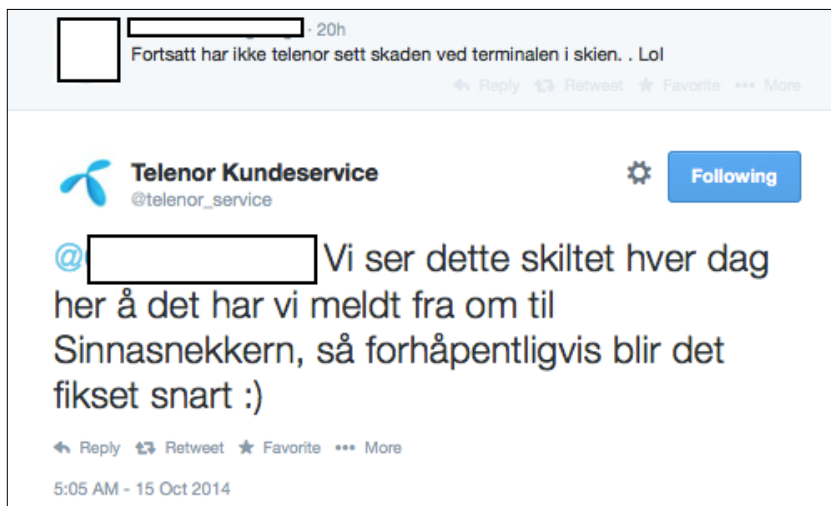 · 20h
Fortsatt har ikke telenor sett skaden ved terminalen i skien. . Lol
Reply Retweet Favorite ••• More
Telenor Kundeservice
@telenor_service
Following
@ Vi ser dette skiltet hver dag
her å det har vi meldt fra om til
Sinnasnekkern, så forhåpentligvis blir det
fikset snart :)
Reply Retweet Favorite ••• More
5:05 AM - 15 Oct 2014